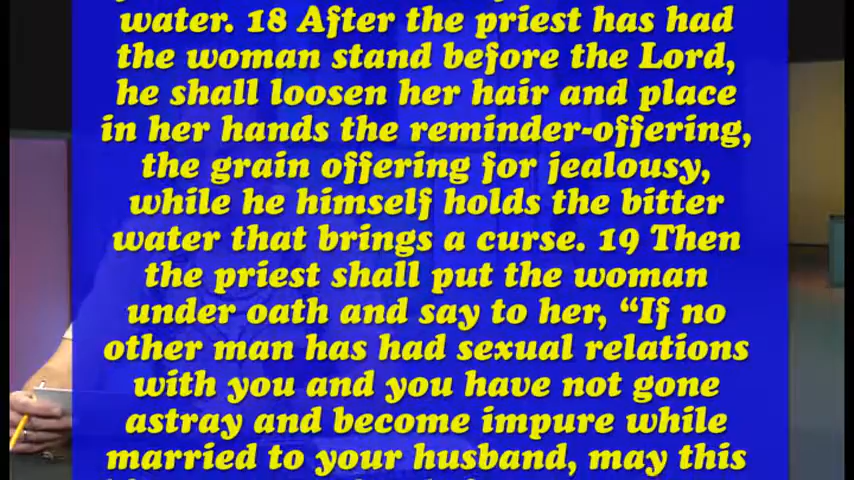 water. 18 After the priest has had
the woman stand before the Lord,
he shall loosen her hair and place
in her hands the reminder-offering,
the grain offering for jealousy,
while he himself holds the bitter
water that brings a curse. 19 Then
the priest shall put the woman
under oath and say to her, “If no
other man has had sexual relations
with you and you have not gone
astray and become impure while
married to your husband, may this